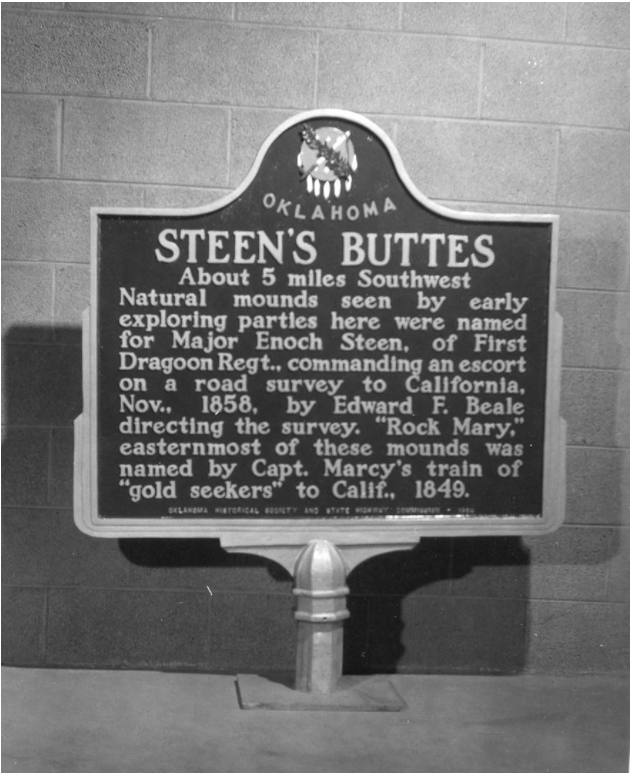 OKLAHOMA
STEEN'S BUTTES
About 5 miles Southwest
Natural mounds seen by early
exploring parties here were named
for Major Enoch Steen, of First
Dragoon Regt., commanding an escort
on a road survey to California,
Nov., 1858, by Edward F. Beale
directing the survey. "Rock Mary,"
easternmost of these mounds was
named by Capt. Marcy's train of
"gold seekers" to Calif., 1849.
OKLAHOMA HISTORICAL SOCIETY AND STATE HIGHWAY COMMISSION •